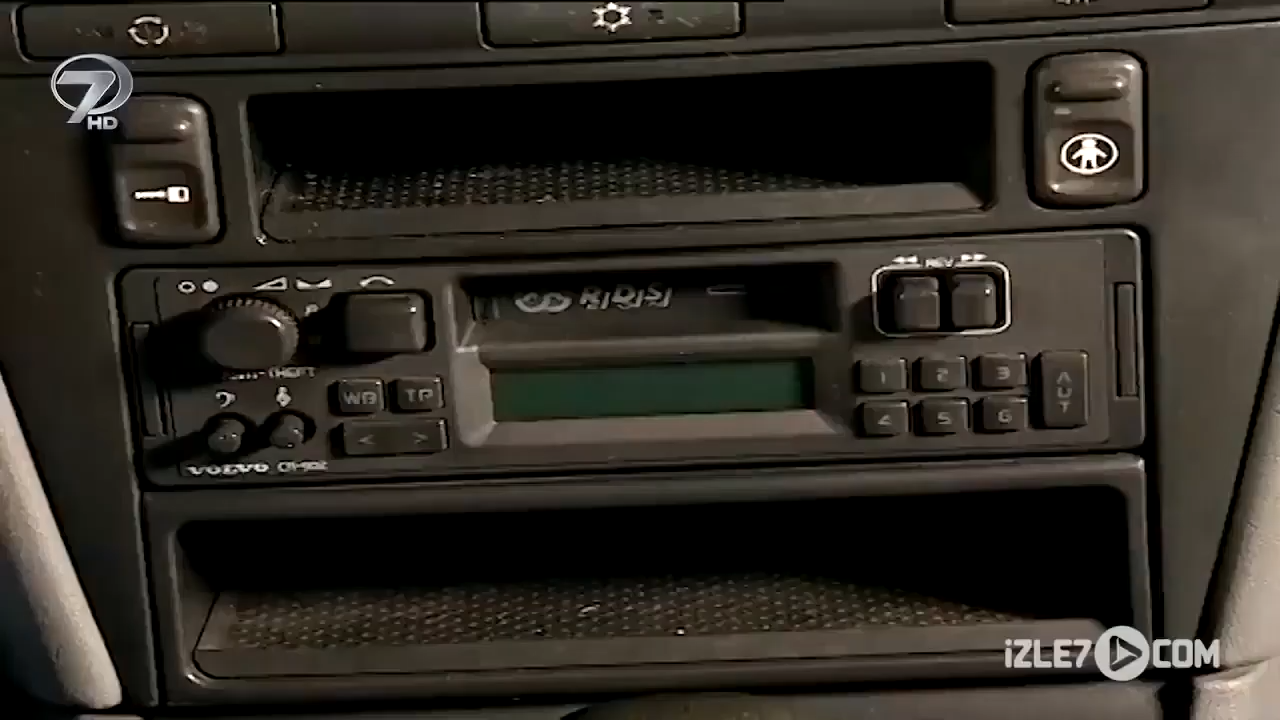 7
HD
REV
R D S
WB TP
< >
1 2 3
4 5 6
AUT
VOLVO
iZLE7 COM